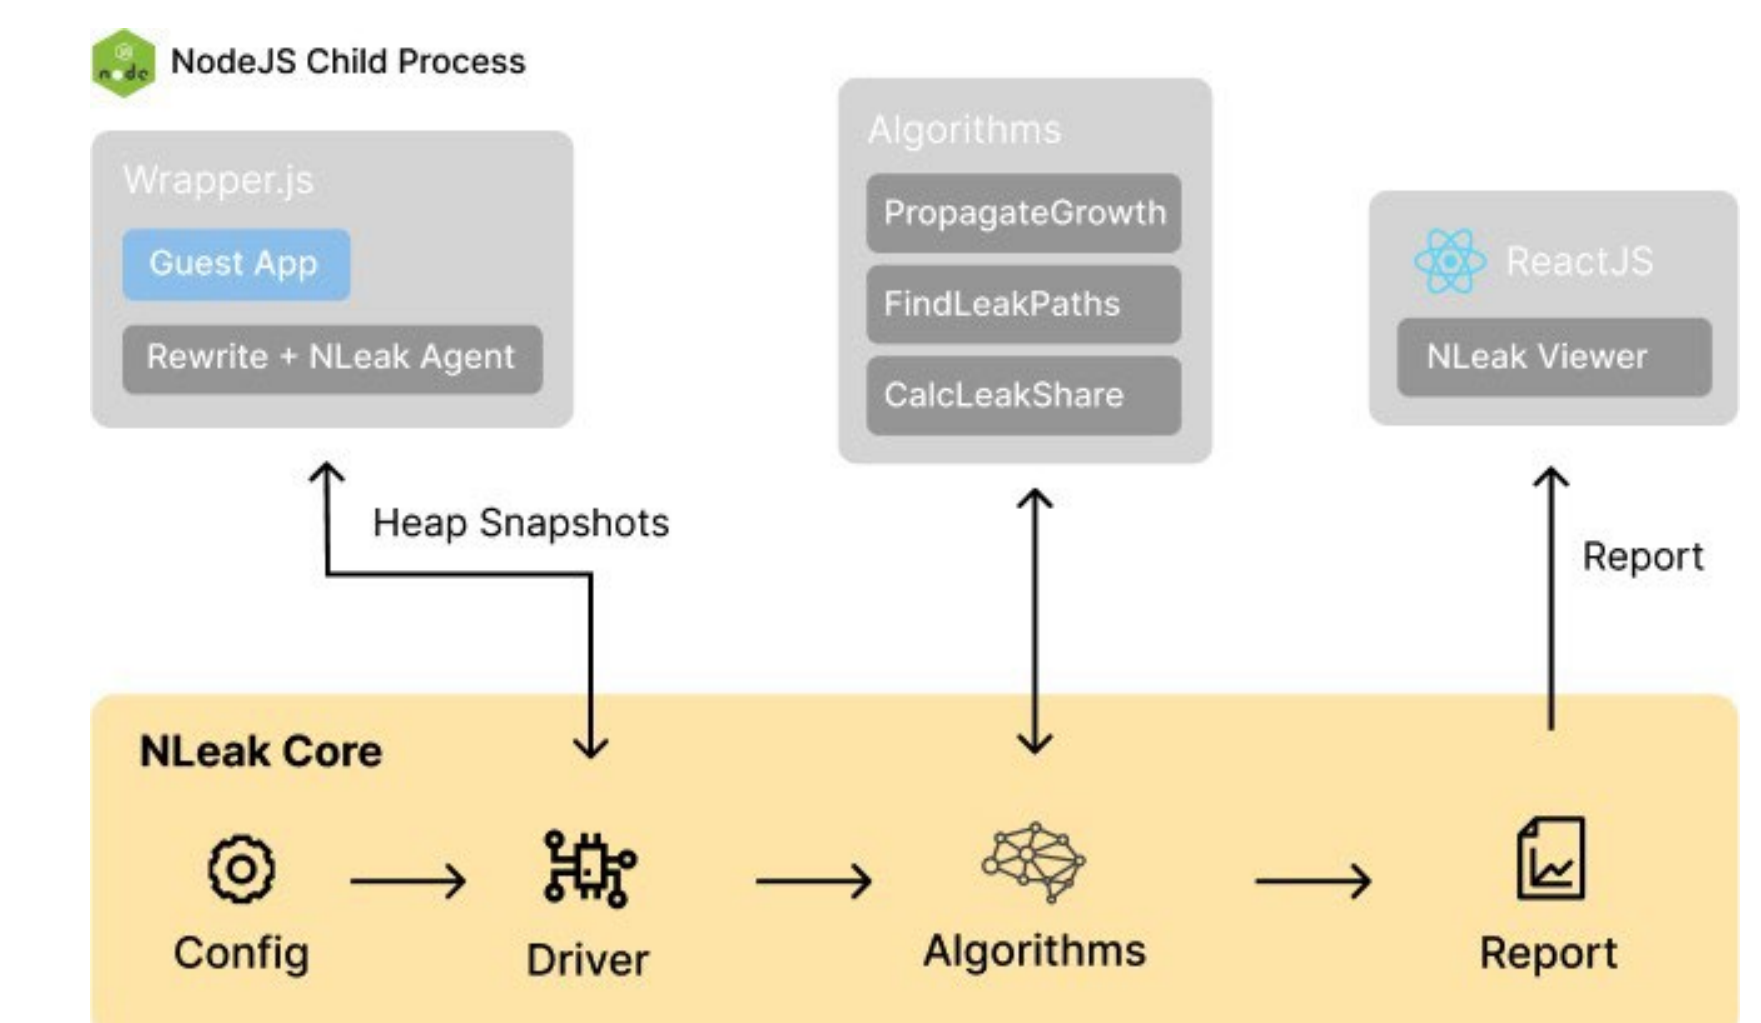 node
NodeJS Child Process
Wrapper.js
Guest App
Rewrite + NLeak Agent
Algorithms
PropagateGrowth
FindLeakPaths
CalcLeakShare
ReactJS
NLeak Viewer
Heap Snapshots
Report
NLeak Core
Config
Driver
Algorithms
Report